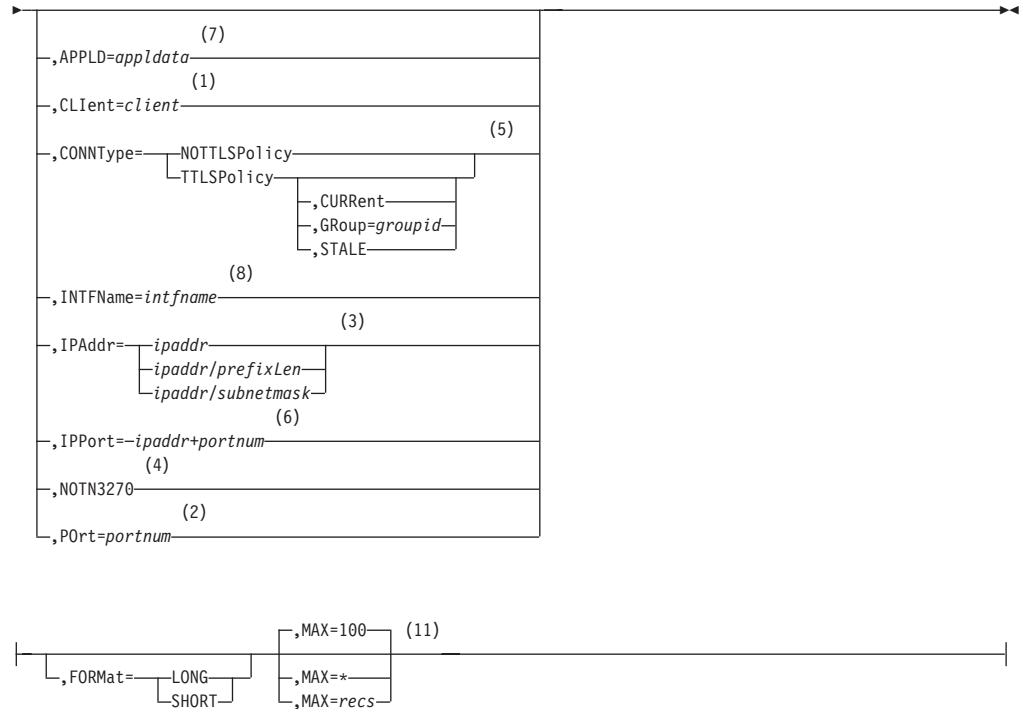 (7)
,APPLD=appldata
(1)
,CLIent=client
(5)
,CONNType= NOTTLSPolicy
TTLSPolicy
,CURRent
,GRoup=groupid
,STALE
(8)
,INTFName=intfname
(3)
,IPAddr= ipaddr
ipaddr/prefixLen
ipaddr/subnetmask
(6)
,IPPort= ipaddr+portnum
(4)
,NOTN3270
(2)
,POrt=portnum
,MAX=100 (11)
,FORMat= LONG ,MAX=*
SHORT ,MAX=recs